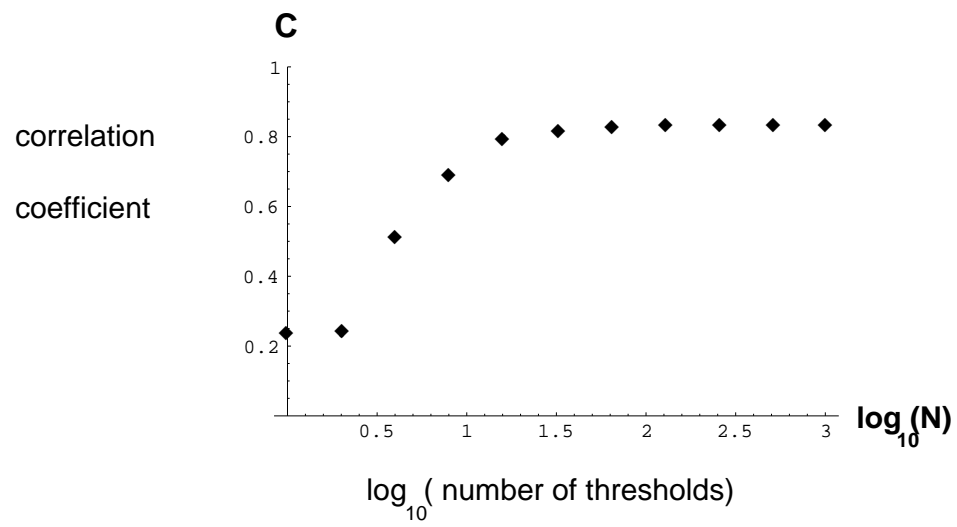 C
1
correlation
0.8
coefficient
0.6
0.4
0.2
0.5 1 1.5 2 2.5 3
log10(N)
log10( number of thresholds)